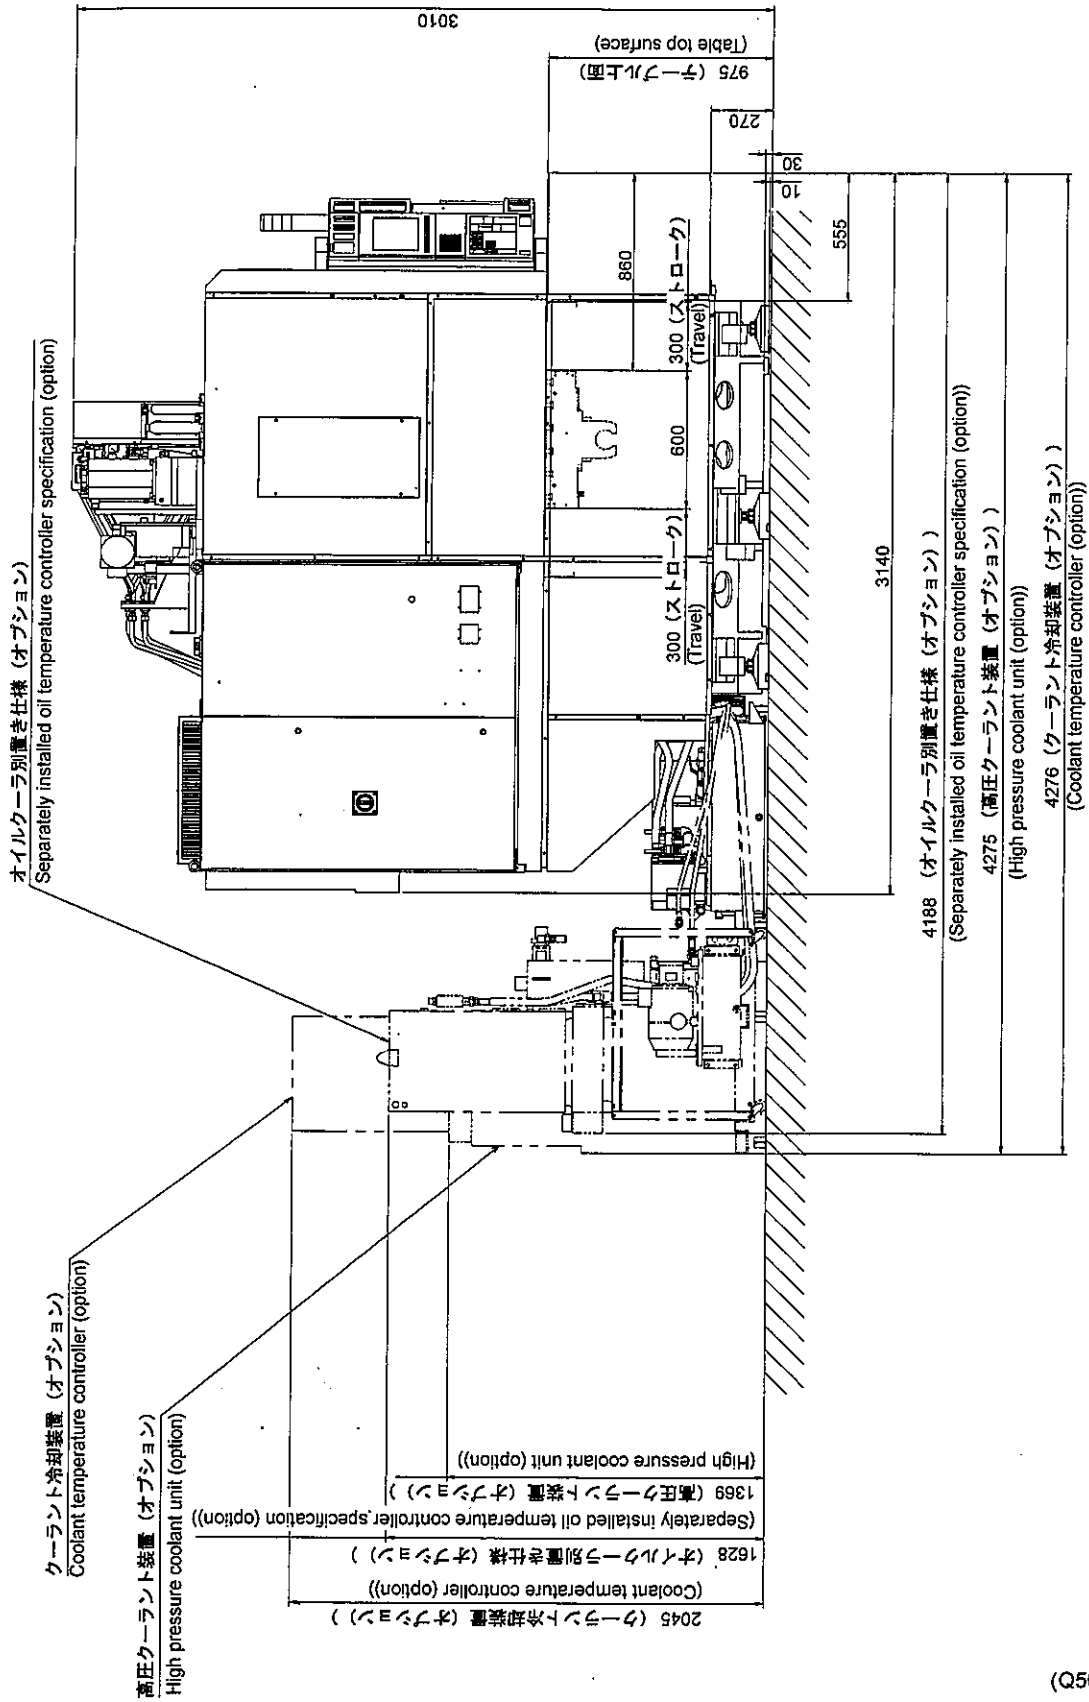 オイルクーラ別置き仕様 (オプション)
Separately installed oil temperature controller specification (option)
クーラント冷却装置 (オプション)
Coolant temperature controller (option)
高圧クーラント装置 (オプション)
High pressure coolant unit (option)
3010
975 (テーブル上面)
(Table top surface)
270
30
10
860
555
300 (ストローク)
(Travel)
600
300 (ストローク)
(Travel)
3140
4188 (オイルクーラ別置き仕様 (オプション) )
(Separately installed oil temperature controller specification (option))
4275 (高圧クーラント装置 (オプション) )
(High pressure coolant unit (option))
4276 (クーラント冷却装置 (オプション) )
(Coolant temperature controller (option))
1369 (高圧クーラント装置 (オプション) )
(High pressure coolant unit (option))
1628 (オイルクーラ別置き仕様 (オプション) )
(Separately installed oil temperature controller specification (option))
2045 (クーラント冷却装置 (オプション) )
(Coolant temperature controller (option))